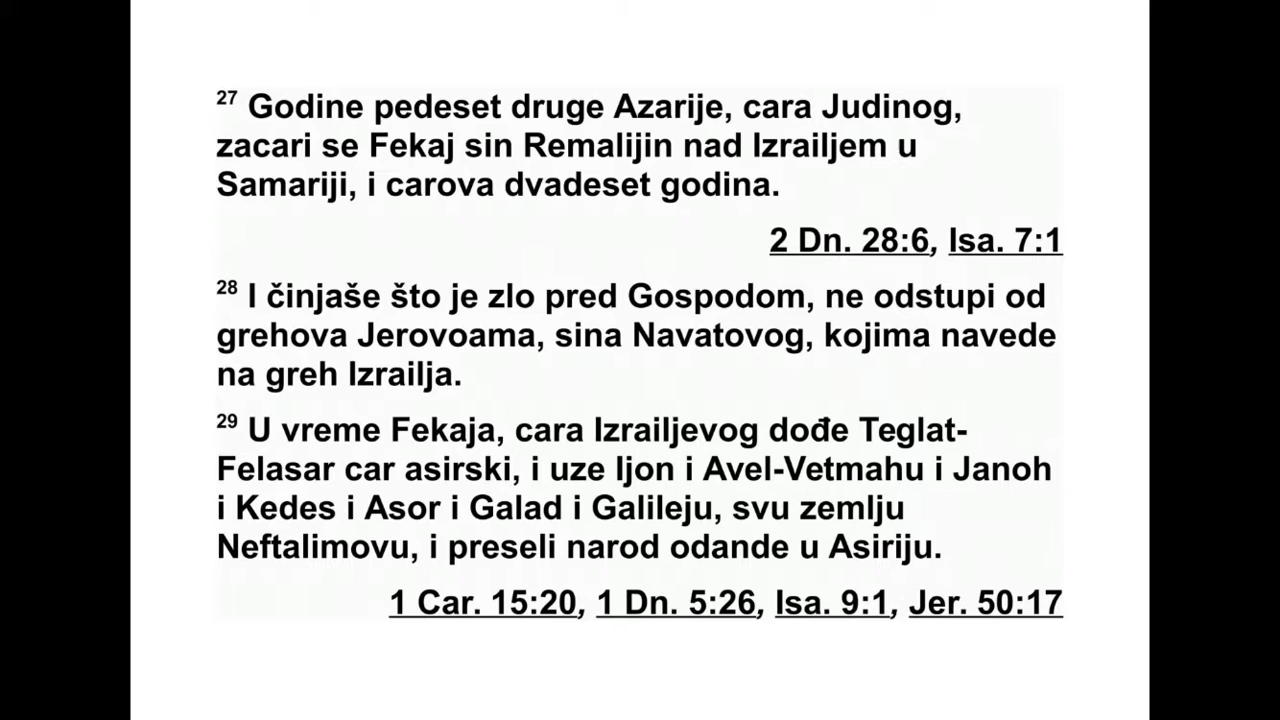 27 Godine pedeset druge Azarije, cara Judinog,
zacari se Fekaj sin Remalijin nad Izrailjem u
Samariji, i carova dvadeset godina.
2 Dn. 28:6, Isa. 7:1
28 I činjaše što je zlo pred Gospodom, ne odstupi od
grehova Jerovoama, sina Navatovog, kojima navede
na greh Izrailja.
29 U vreme Fekaja, cara Izrailjevog dođe Teglat-
Felasar car asirski, i uze Ijon i Avel-Vetmahu i Janoh
i Kedes i Asor i Galad i Galileju, svu zemlju
Neftalimovu, i preseli narod odande u Asiriju.
1 Car. 15:20, 1 Dn. 5:26, Isa. 9:1, Jer. 50:17